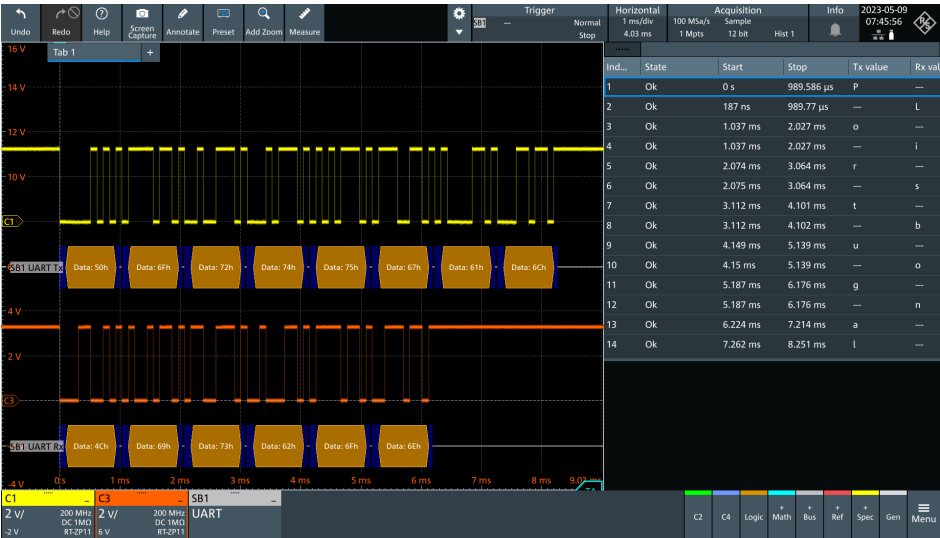 Undo Redo Help Screen Capture Annotate Preset Add Zoom Measure
SB1 — Trigger Normal Stop
Horizontal 1 ms/div 4.03 ms
Acquisition 100 MSa/s Sample 1 Mpts 12 bit Hist 1
Info
2023-05-09
07:45:56
R&S
Tab 1 +
16 V
14 V
12 V
10 V
C1
SB1 UART Tx Data: 50h Data: 6Fh Data: 72h Data: 74h Data: 75h Data: 67h Data: 61h Data: 6Ch
4 V
2 V
C3
SB1 UART Rx Data: 4Ch Data: 69h Data: 73h Data: 62h Data: 6Fh Data: 6Eh
-4 V 0 s 1 ms 2 ms 3 ms 4 ms 5 ms 6 ms 7 ms 8 ms
TA
Ind... State Start Stop Tx value Rx val
1 Ok 0 s 989.586 µs P —
2 Ok 187 ns 989.77 µs — L
3 Ok 1.037 ms 2.027 ms o —
4 Ok 1.037 ms 2.027 ms — i
5 Ok 2.074 ms 3.064 ms r —
6 Ok 2.075 ms 3.064 ms — s
7 Ok 3.112 ms 4.101 ms t —
8 Ok 3.112 ms 4.102 ms — b
9 Ok 4.149 ms 5.139 ms u —
10 Ok 4.15 ms 5.139 ms — o
11 Ok 5.187 ms 6.176 ms g —
12 Ok 5.187 ms 6.176 ms — n
13 Ok 6.224 ms 7.214 ms a —
14 Ok 7.262 ms 8.251 ms l —
C1 2 V/ -2 V 200 MHz DC 1MΩ RT-ZP11
C3 2 V/ 6 V 200 MHz DC 1MΩ RT-ZP11
SB1 UART
C2 C4 Logic + Math + Bus + Ref + Spec Gen Menu